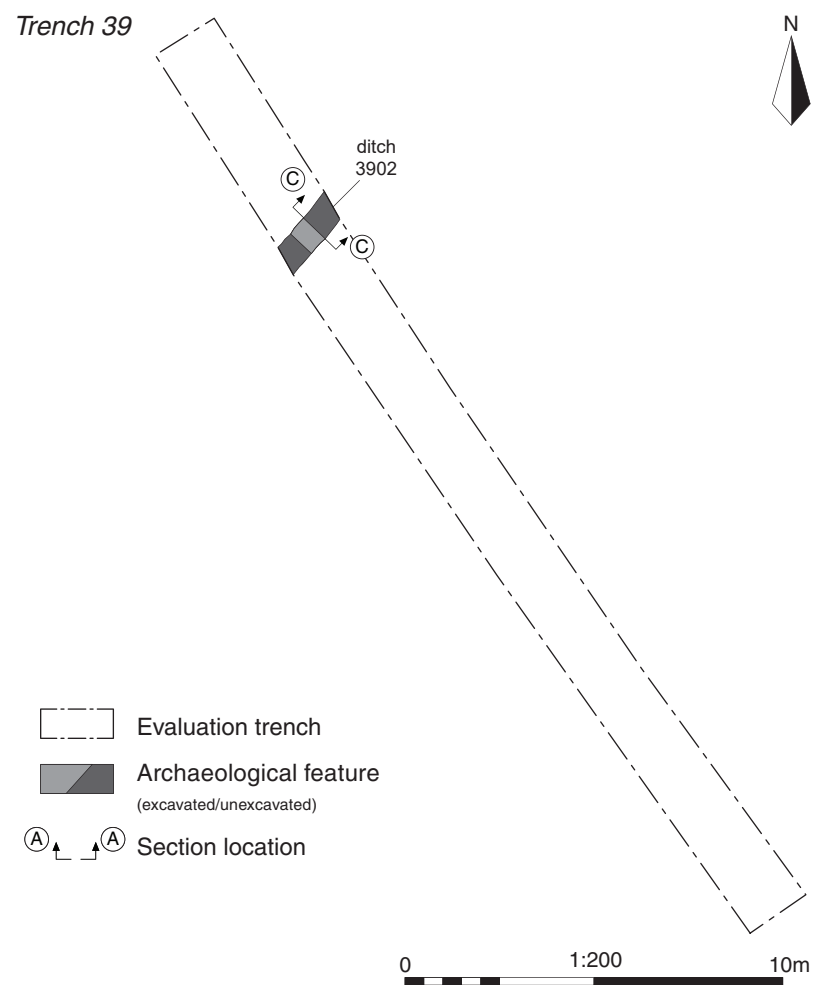 Trench 39
N
ditch
3902
C
C
Evaluation trench
Archaeological feature
(excavated/unexcavated)
A A Section location
0 1:200 10m